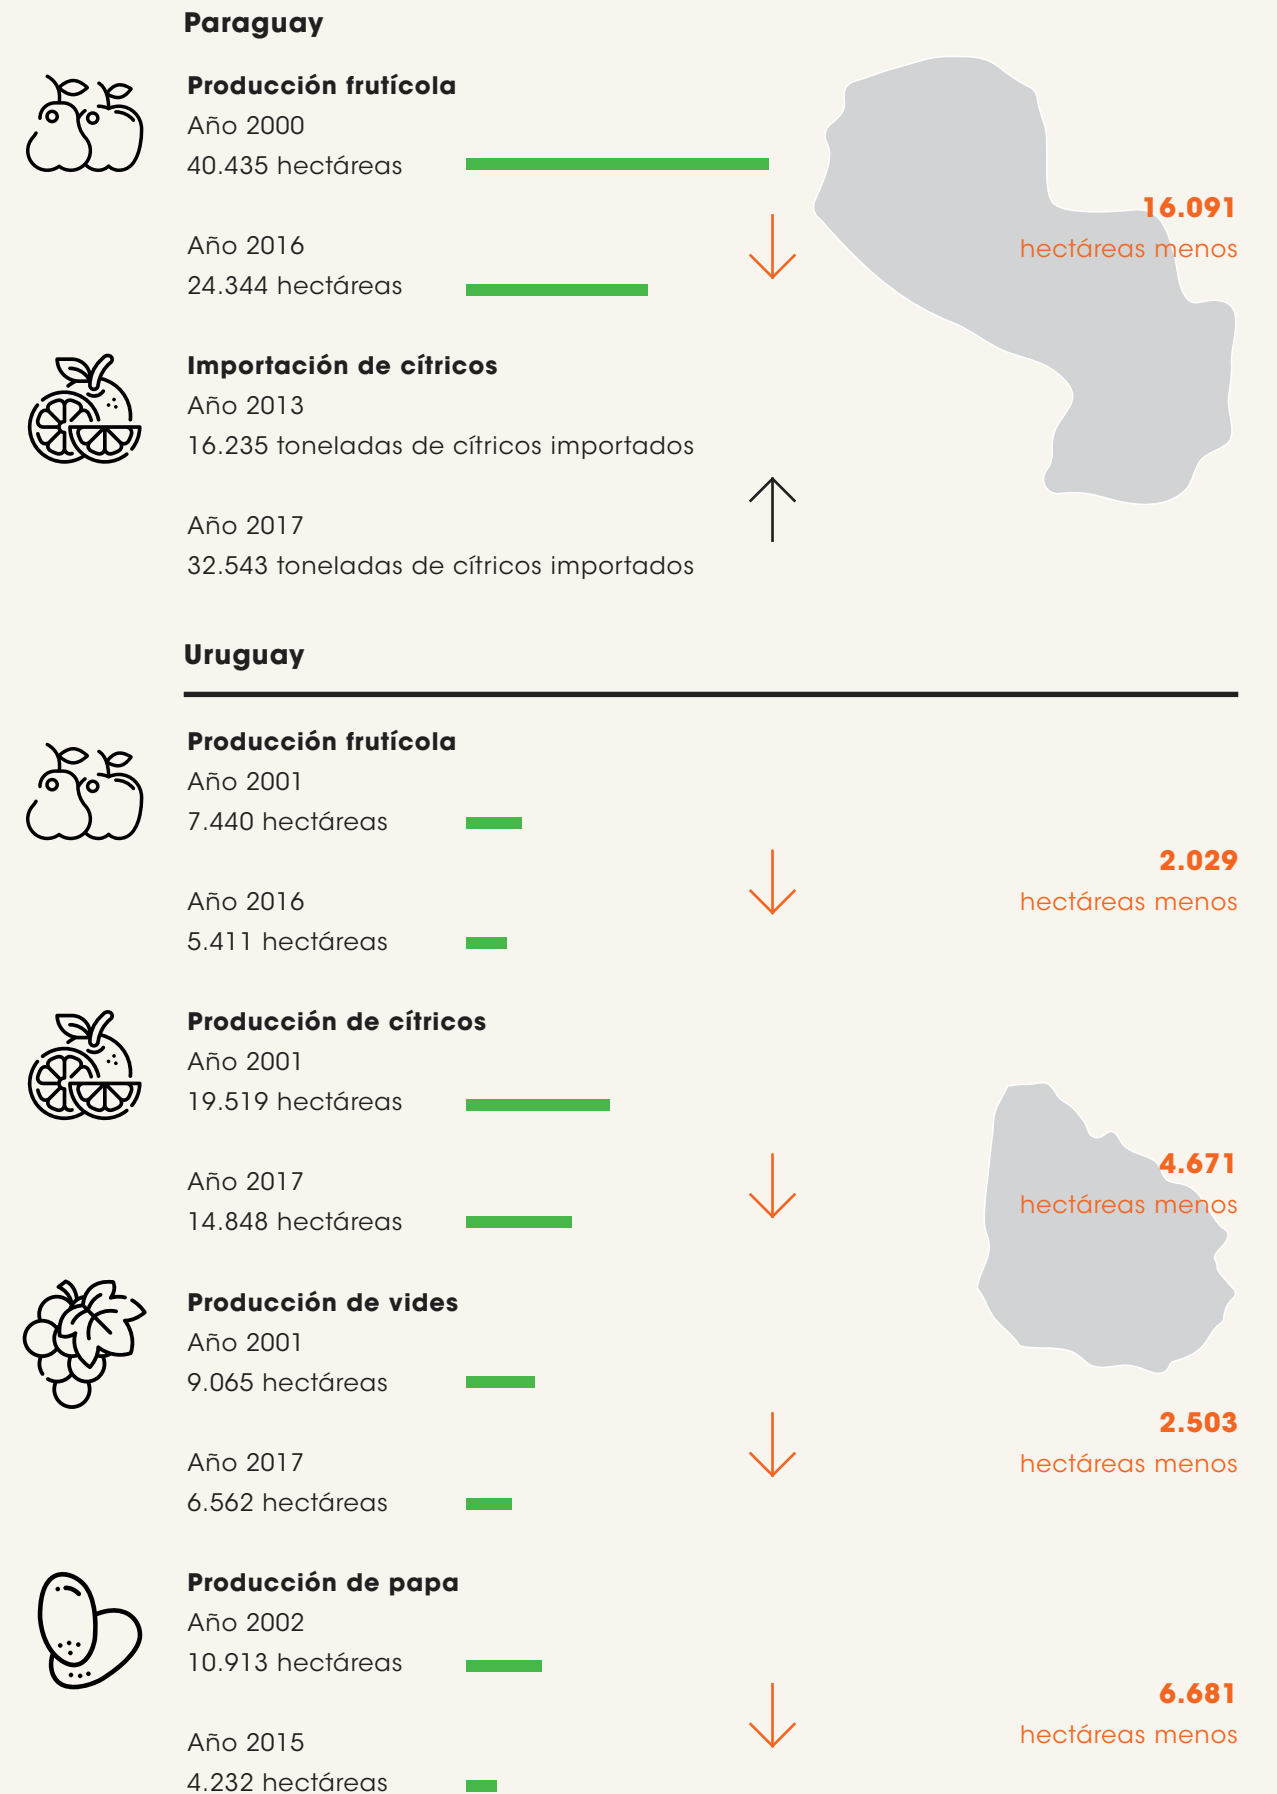 Paraguay
Producción frutícola
Año 2000
40.435 hectáreas
16.091
hectáreas menos
Año 2016
24.344 hectáreas
Importación de cítricos
Año 2013
16.235 toneladas de cítricos importados
Año 2017
32.543 toneladas de cítricos importados
Uruguay
Producción frutícola
Año 2001
7.440 hectáreas
2.029
hectáreas menos
Año 2016
5.411 hectáreas
Producción de cítricos
Año 2001
19.519 hectáreas
4.671
hectáreas menos
Año 2017
14.848 hectáreas
Producción de vides
Año 2001
9.065 hectáreas
2.503
hectáreas menos
Año 2017
6.562 hectáreas
Producción de papa
Año 2002
10.913 hectáreas
6.681
hectáreas menos
Año 2015
4.232 hectáreas